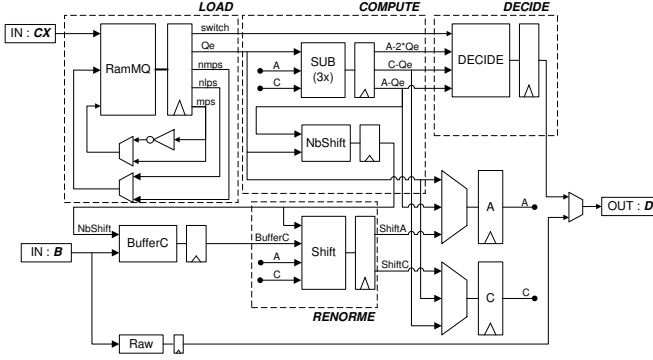 LOAD
COMPUTE
DECIDE
IN : CX
switch
Qe
RamMQ
nmps
nlps
mps
A
C
SUB
(3x)
A-2*Qe
C-Qe
A-Qe
DECIDE
NbShift
NbShift
IN : B
BufferC
BufferC
A
C
Shift
ShiftA
ShiftC
RENORME
A
A
C
C
OUT : D
Raw